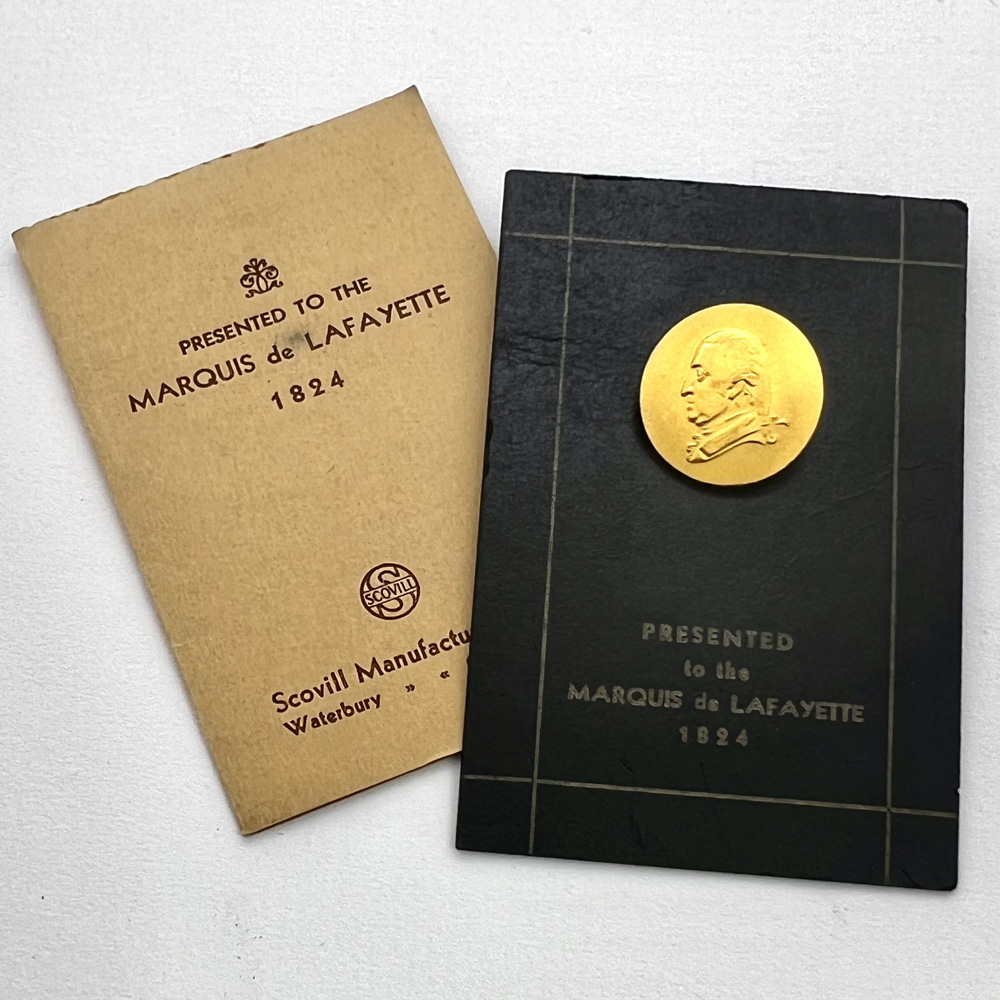 PRESENTED TO THE
MARQUIS de LAFAYETTE
1824
SCOVILL
Scovill Manufactu
Waterbury » «
PRESENTED
to the
MARQUIS de LAFAYETTE
1824